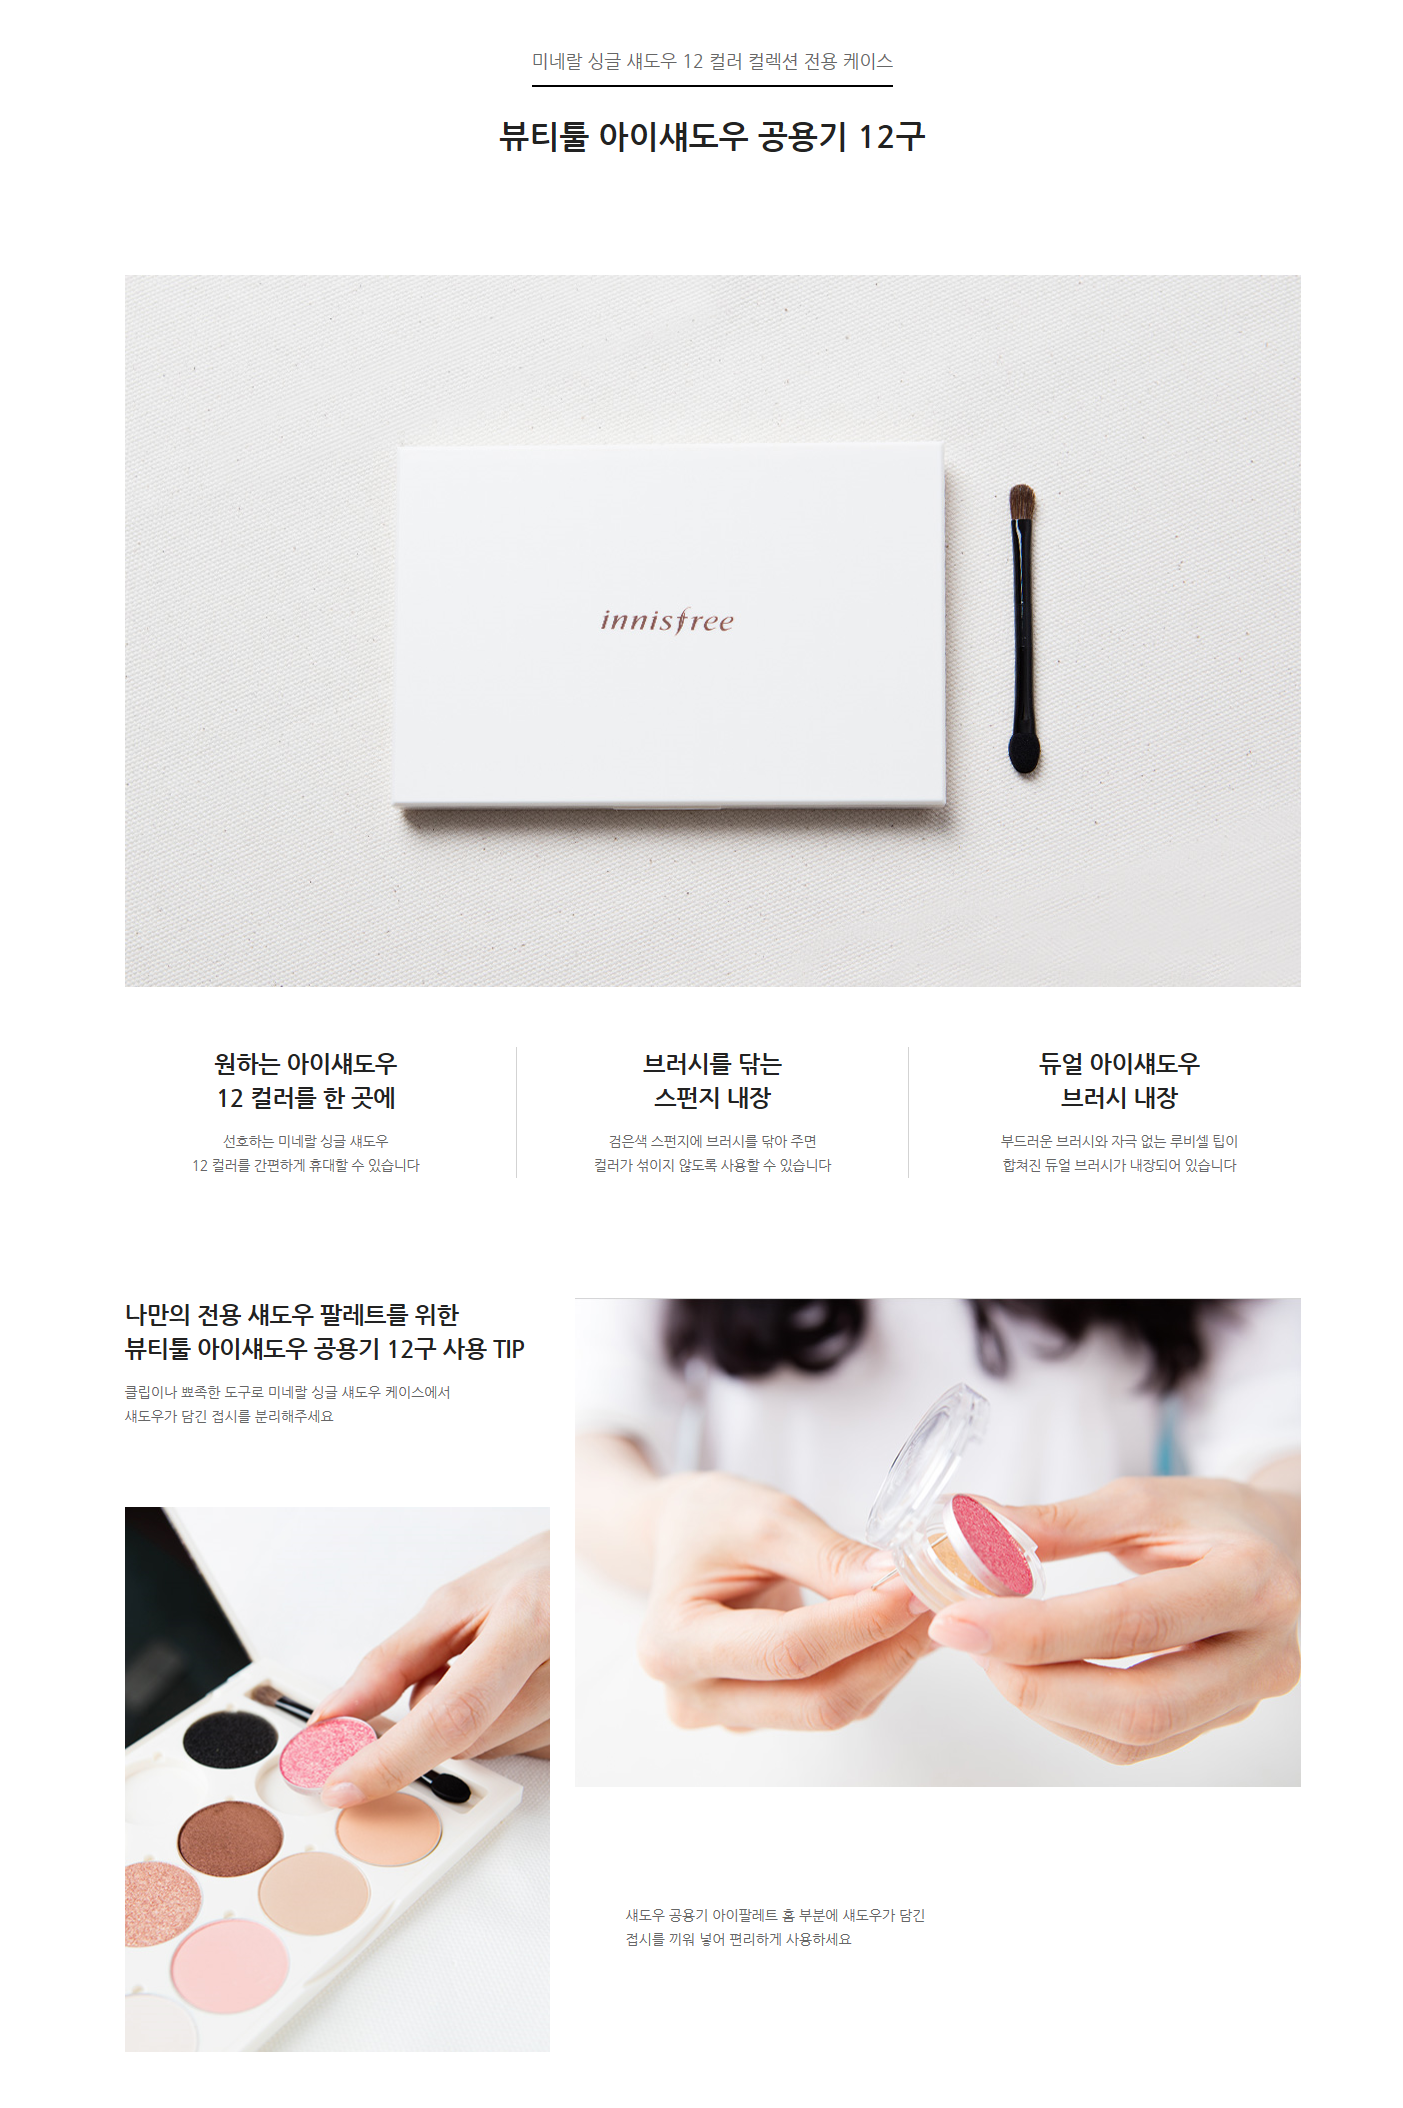 미네랄 싱글 섀도우 12 컬러 컬렉션 전용 케이스
뷰티툴 아이섀도우 공용기 12구
innisfree
원하는 아이섀도우
12 컬러를 한 곳에
선호하는 미네랄 싱글 섀도우
12 컬러를 간편하게 휴대할 수 있습니다
브러시를 닦는
스펀지 내장
검은색 스펀지에 브러시를 닦아 주면
컬러가 섞이지 않도록 사용할 수 있습니다
듀얼 아이섀도우
브러시 내장
부드러운 브러시와 자극 없는 루비셀 팁이
합쳐진 듀얼 브러시가 내장되어 있습니다
나만의 전용 섀도우 팔레트를 위한
뷰티툴 아이섀도우 공용기 12구 사용 TIP
클립이나 뾰족한 도구로 미네랄 싱글 섀도우 케이스에서
섀도우가 담긴 접시를 분리해주세요
섀도우 공용기 아이팔레트 홈 부분에 섀도우가 담긴
접시를 끼워 넣어 편리하게 사용하세요